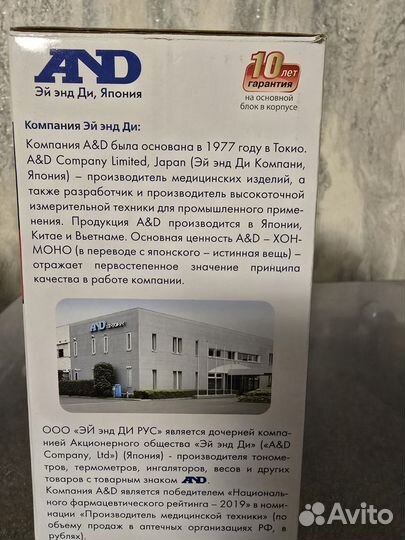 AND
Эй энд Ди, Япония
10 лет
гарантия
на основной
блок в корпусе
Компания Эй энд Ди:
Компания A&D была основана в 1977 году в Токио.
A&D Company Limited, Japan (Эй энд Ди Компани,
Япония) – производитель медицинских изделий, а
также разработчик и производитель высокоточной
измерительной техники для промышленного приме-
нения. Продукция A&D производится в Японии,
Китае и Вьетнаме. Основная ценность A&D – ХОН-
МОНО (в переводе с японского – истинная вещь) –
отражает первостепенное значение принципа
качества в работе компании.
AND
ООО «ЭЙ энд ДИ РУС» является дочерней компа-
нией Акционерного общества «Эй энд Ди» («A&D
Company, Ltd») (Япония) - производителя тономе-
тров, термометров, ингаляторов, весов и других
товаров с товарным знаком AND.
Компания A&D является победителем «Националь-
ного фармацевтического рейтинга – 2019» в номи-
нации «Производитель медицинской техники» (по
объему продаж в аптечных организациях РФ, в
рублях).
Avito